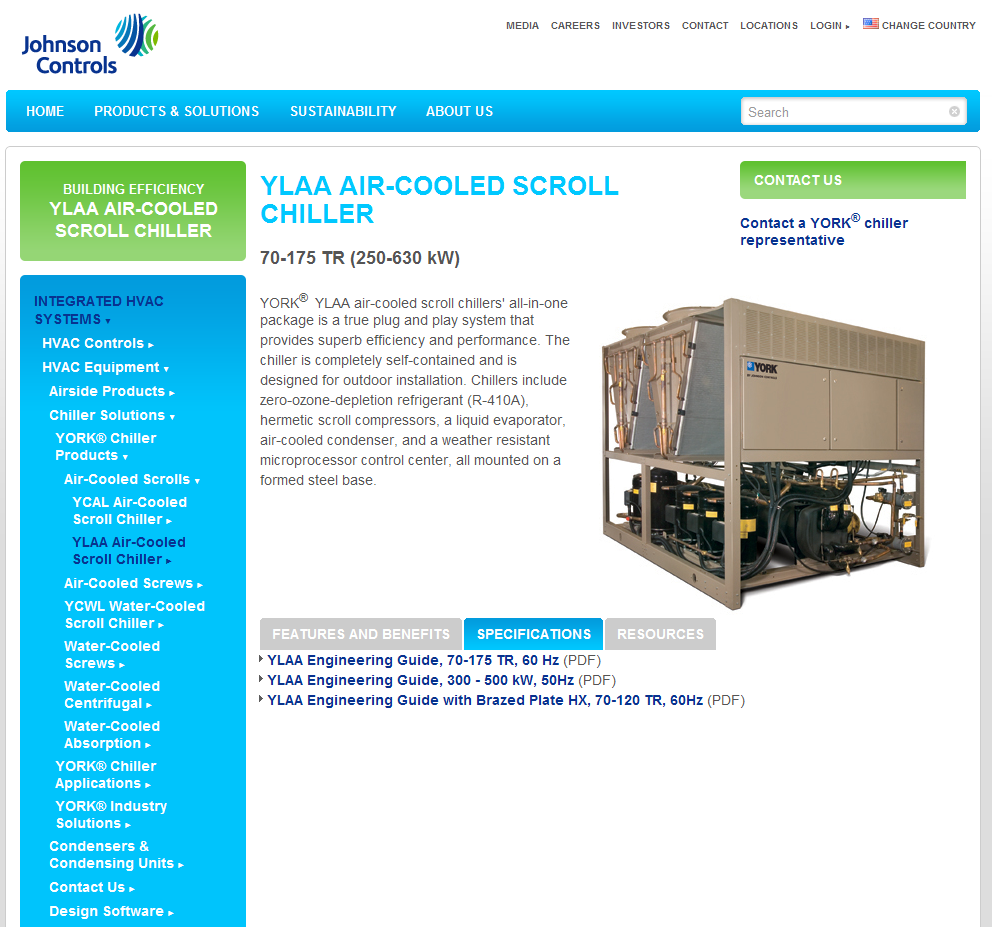 Johnson
Controls
MEDIA CAREERS INVESTORS CONTACT LOCATIONS LOGIN ▸ CHANGE COUNTRY
HOME PRODUCTS & SOLUTIONS SUSTAINABILITY ABOUT US
Search
BUILDING EFFICIENCY
YLAA AIR-COOLED
SCROLL CHILLER
INTEGRATED HVAC
SYSTEMS ▾
HVAC Controls ▸
HVAC Equipment ▾
Airside Products ▸
Chiller Solutions ▾
YORK® Chiller
Products ▾
Air-Cooled Scrolls ▾
YCAL Air-Cooled
Scroll Chiller ▸
YLAA Air-Cooled
Scroll Chiller ▸
Air-Cooled Screws ▸
YCWL Water-Cooled
Scroll Chiller ▸
Water-Cooled
Screws ▸
Water-Cooled
Centrifugal ▸
Water-Cooled
Absorption ▸
YORK® Chiller
Applications ▸
YORK® Industry
Solutions ▸
Condensers &
Condensing Units ▸
Contact Us ▸
Design Software ▸
YLAA AIR-COOLED SCROLL
CHILLER
70-175 TR (250-630 kW)
YORK® YLAA air-cooled scroll chillers' all-in-one
package is a true plug and play system that
provides superb efficiency and performance. The
chiller is completely self-contained and is
designed for outdoor installation. Chillers include
zero-ozone-depletion refrigerant (R-410A),
hermetic scroll compressors, a liquid evaporator,
air-cooled condenser, and a weather resistant
microprocessor control center, all mounted on a
formed steel base.
CONTACT US
Contact a YORK® chiller
representative
YORK
BY JOHNSON CONTROLS
FEATURES AND BENEFITS SPECIFICATIONS RESOURCES
YLAA Engineering Guide, 70-175 TR, 60 Hz (PDF)
YLAA Engineering Guide, 300 - 500 kW, 50Hz (PDF)
YLAA Engineering Guide with Brazed Plate HX, 70-120 TR, 60Hz (PDF)